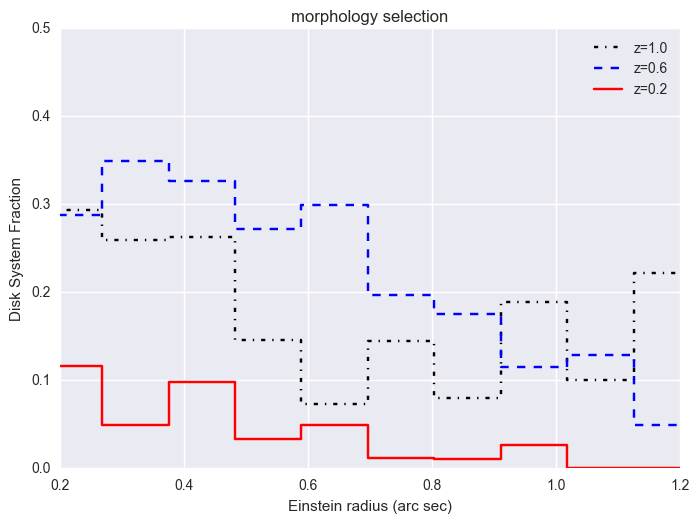 morphology selection
z=1.0
z=0.6
z=0.2
0.5
0.4
0.3
0.2
0.1
0.0
Disk System Fraction
0.2 0.4 0.6 0.8 1.0 1.2
Einstein radius (arc sec)